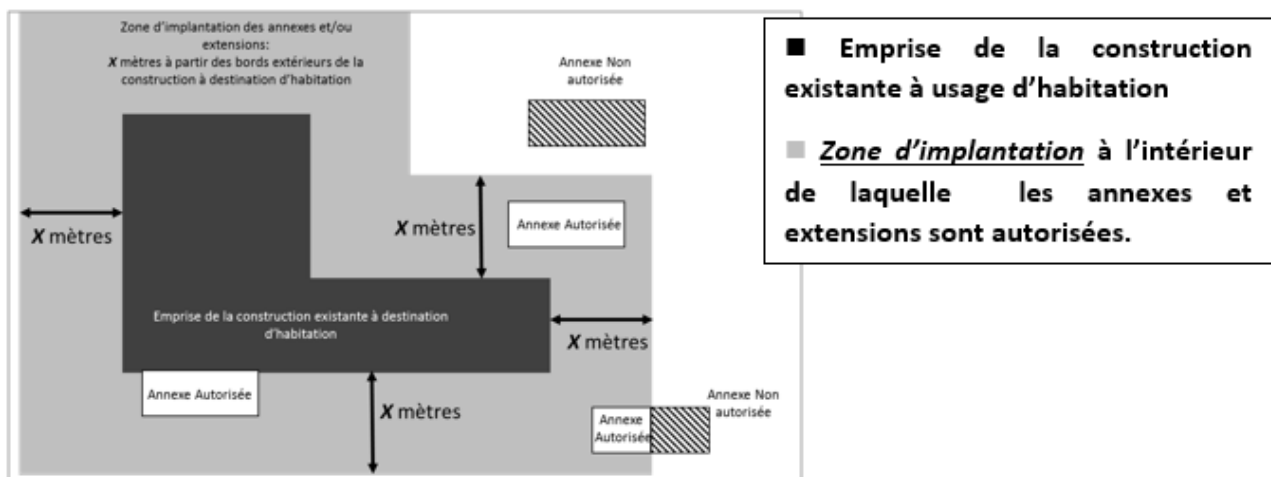 Zone d'implantation des annexes et/ou
extensions:
X mètres à partir des bords extérieurs de la
construction à destination d'habitation
Annexe Non
autorisée
X mètres
X mètres
Annexe Autorisée
Emprise de la construction existante à destination
d'habitation
X mètres
Annexe Autorisée
X mètres
Annexe
Autorisée
Annexe Non
autorisée
■ Emprise de la construction
existante à usage d'habitation
■ Zone d'implantation à l'intérieur
de laquelle les annexes et
extensions sont autorisées.